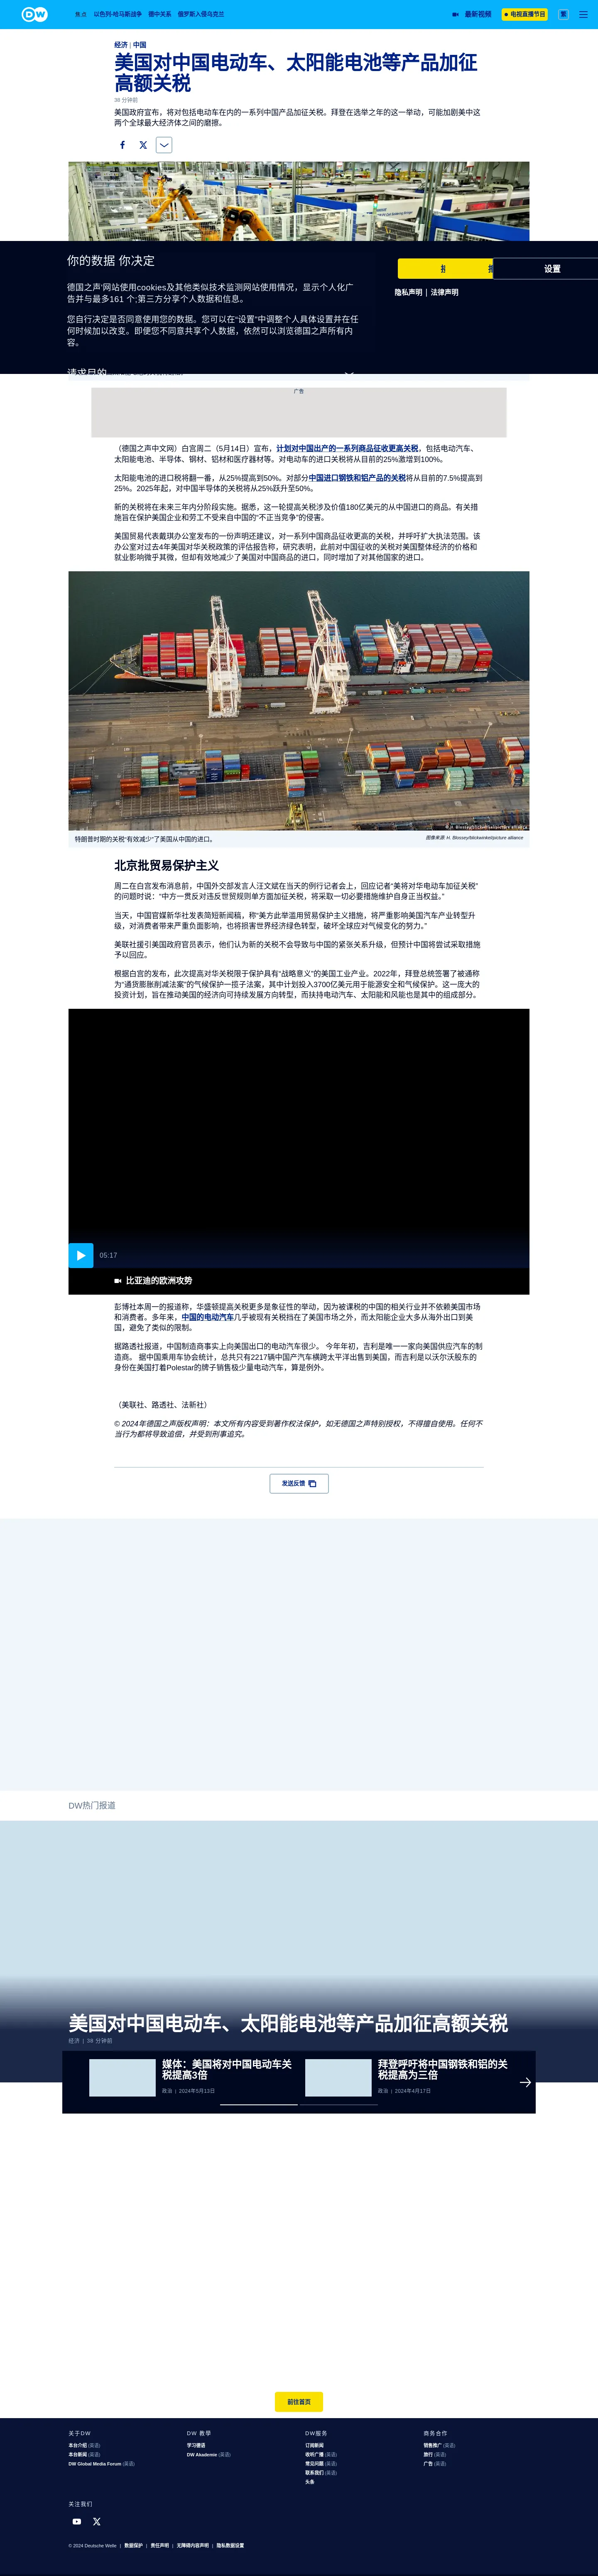 DW
焦点 以色列-哈马斯战争 德中关系 俄罗斯入侵乌克兰
最新视频
电视直播节目
繁
经济 | 中国
美国对中国电动车、太阳能电池等产品加征
高额关税
38 分钟前
美国政府宣布，将对包括电动车在内的一系列中国产品加征关税。拜登在选举之年的这一举动，可能加剧美中这
两个全球最大经济体之间的磨擦。
你的数据 你决定
德国之声‘网站使用cookies及其他类似技术监测网站使用情况，显示个人化广
告并与最多161 个;第三方分享个人数据和信息。
您自行决定是否同意使用您的数据。您可以在“设置”中调整个人具体设置并在任
何时候加以改变。即便您不同意共享个人数据，依然可以浏览德国之声所有内
容。
请求目的
设置
隐私声明 | 法律声明
广告
（德国之声中文网）白宫周二（5月14日）宣布，计划对中国出产的一系列商品征收更高关税，包括电动汽车、
太阳能电池、半导体、钢材、铝材和医疗器材等。对电动车的进口关税将从目前的25%激增到100%。
太阳能电池的进口税将翻一番，从25%提高到50%。对部分中国进口钢铁和铝产品的关税将从目前的7.5%提高到
25%。2025年起，对中国半导体的关税将从25%跃升至50%。
新的关税将在未来三年内分阶段实施。据悉，这一轮提高关税涉及价值180亿美元的从中国进口的商品。有关措
施旨在保护美国企业和劳工不受来自中国的“不正当竞争”的侵害。
美国贸易代表戴琪办公室发布的一份声明还建议，对一系列中国商品征收更高的关税，并呼吁扩大执法范围。该
办公室对过去4年美国对华关税政策的评估报告称，研究表明，此前对中国征收的关税对美国整体经济的价格和
就业影响微乎其微，但却有效地减少了美国对中国商品的进口，同时增加了对其他国家的进口。
特朗普时期的关税“有效减少”了美国从中国的进口。
图像来源: H. Blossey/blickwinkel/picture alliance
北京批贸易保护主义
周二在白宫发布消息前，中国外交部发言人汪文斌在当天的例行记者会上，回应记者“美将对华电动车加征关税”
的问题时说：“中方一贯反对违反世贸规则单方面加征关税，将采取一切必要措施维护自身正当权益。”
当天，中国官媒新华社发表简短新闻稿，称“美方此举滥用贸易保护主义措施，将严重影响美国汽车产业转型升
级，对消费者带来严重负面影响，也将损害世界经济绿色转型，破坏全球应对气候变化的努力。”
美联社援引美国政府官员表示，他们认为新的关税不会导致与中国的紧张关系升级，但预计中国将尝试采取措施
予以回应。
根据白宫的发布，此次提高对华关税限于保护具有“战略意义”的美国工业产业。2022年，拜登总统签署了被通称
为“通货膨胀削减法案”的气候保护一揽子法案，其中计划投入3700亿美元用于能源安全和气候保护。这一庞大的
投资计划，旨在推动美国的经济向可持续发展方向转型，而扶持电动汽车、太阳能和风能也是其中的组成部分。
05:17
比亚迪的欧洲攻势
彭博社本周一的报道称，华盛顿提高关税更多是象征性的举动，因为被课税的中国的相关行业并不依赖美国市场
和消费者。多年来，中国的电动汽车几乎被现有关税挡在了美国市场之外，而太阳能企业大多从海外出口到美
国，避免了类似的限制。
据路透社报道，中国制造商事实上向美国出口的电动汽车很少。 今年年初，吉利是唯一一家向美国供应汽车的制
造商。 据中国乘用车协会统计，总共只有2217辆中国产汽车横跨太平洋出售到美国，而吉利是以沃尔沃股东的
身份在美国打着Polestar的牌子销售极少量电动汽车，算是例外。
（美联社、路透社、法新社）
© 2024年德国之声版权声明：本文所有内容受到著作权法保护，如无德国之声特别授权，不得擅自使用。任何不
当行为都将导致追偿，并受到刑事追究。
发送反馈
DW热门报道
美国对中国电动车、太阳能电池等产品加征高额关税
经济 | 38 分钟前
媒体：美国将对中国电动车关
税提高3倍
政治 | 2024年5月13日
拜登呼吁将中国钢铁和铝的关
税提高为三倍
政治 | 2024年4月17日
前往首页
关于DW
本台介绍 (英语)
本台新闻 (英语)
DW Global Media Forum (英语)
DW 教學
学习德语
DW Akademie (英语)
DW服务
订阅新闻
收听广播 (英语)
常见问题 (英语)
联系我们 (英语)
头条
商务合作
销售推广 (英语)
旅行 (英语)
广告 (英语)
关注我们
© 2024 Deutsche Welle | 数据保护 | 责任声明 | 无障碍内容声明 | 隐私数据设置